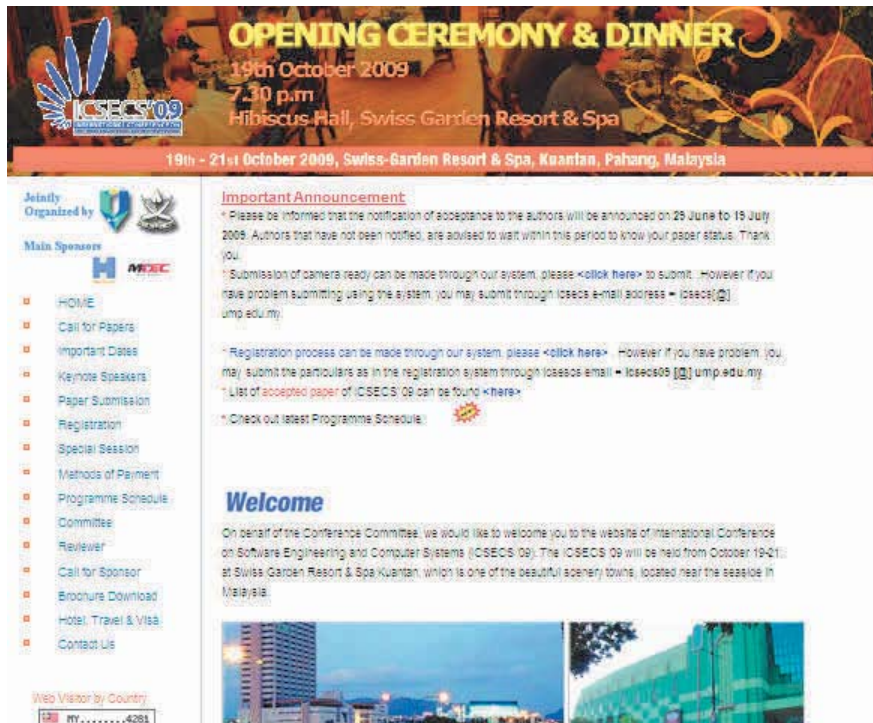 OPENING CEREMONY & DINNER
19th October 2009
7.30 p.m
Hibiscus Hall, Swiss Garden Resort & Spa
ICSECS'09
INTERNATIONAL CONFERENCE ON
19th - 21st October 2009, Swiss-Garden Resort & Spa, Kuantan, Pahang, Malaysia
Jointly
Organized by
Main Sponsors
HOME
Call for Papers
Important Dates
Keynote Speakers
Paper Submission
Registration
Special Session
Methods of Payment
Programme Schedule
Committee
Reviewer
Call for Sponsor
Brochure Download
Hotel, Travel & Visa
Contact Us
Web Visitor by Country
MY........4281
Important Announcement
* Please be informed that the notification of acceptance to the authors will be announced on 29 June to 19 July
2009. Authors that have not been notified, are advised to wait within this period to know your paper status. Thank
you.
* Submission of camera ready can be made through our system, please <click here> to submit. However if you
have problem submitting using the system, you may submit through icsecs e-mail address = icsecs[@]
ump.edu.my.
* Registration process can be made through our system, please <click here>. However if you have problem, you
may submit the particulars as in the registration system through icsescs email = icsecs09 [@] ump.edu.my
* List of accepted paper of ICSECS' 09 can be found <here>
* Check out latest Programme Schedule.
Welcome
On behalf of the Conference Committee, we would like to welcome you to the website of International Conference
on Software Engineering and Computer Systems (ICSECS 09). The ICSECS 09 will be held from October 19-21,
at Swiss Garden Resort & Spa Kuantan, which is one of the beautiful scenery towns, located near the seaside in
Malaysia.